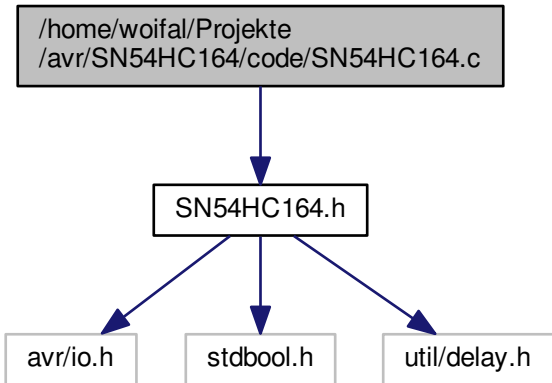 /home/woifal/Projekte
/avr/SN54HC164/code/SN54HC164.c
SN54HC164.h
avr/io.h
stdbool.h
util/delay.h